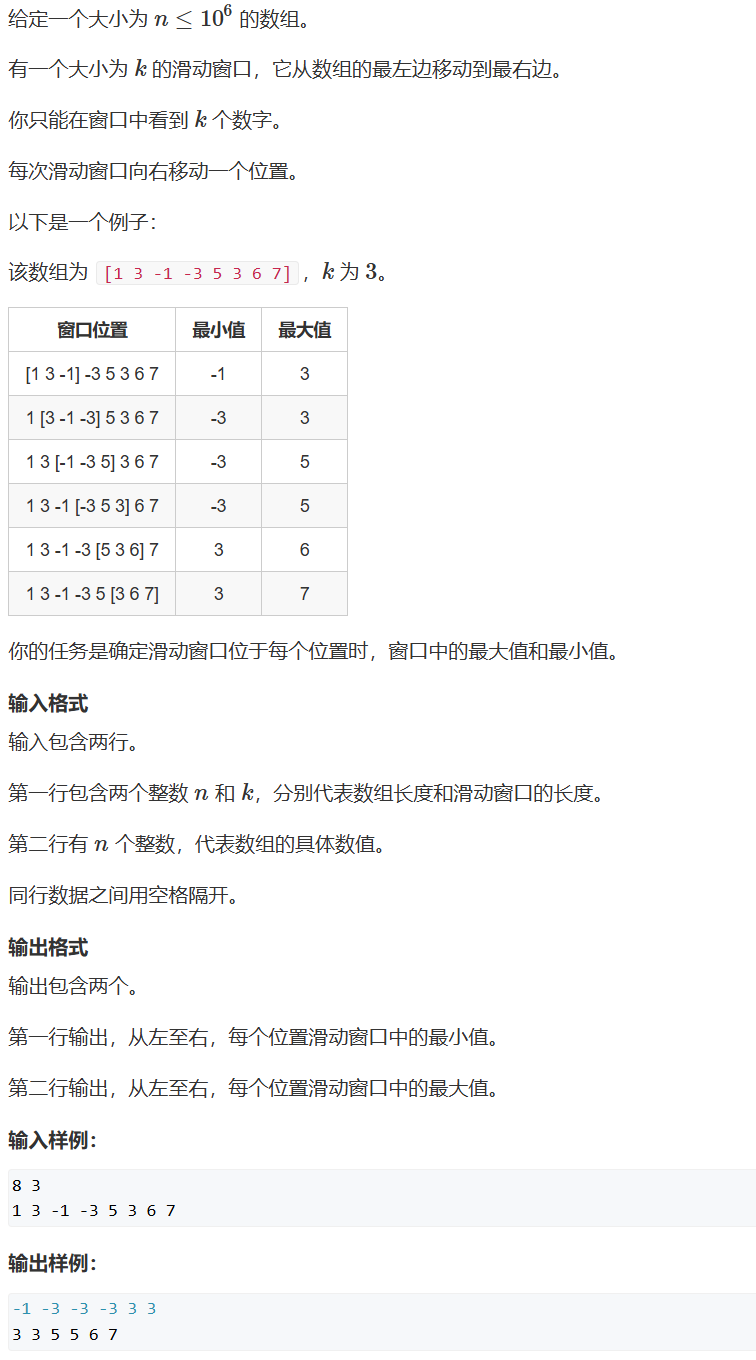 给定一个大小为 n ≤ 10⁶ 的数组。
有一个大小为 k 的滑动窗口，它从数组的最左边移动到最右边。
你只能在窗口中看到 k 个数字。
每次滑动窗口向右移动一个位置。
以下是一个例子：
该数组为 [1 3 -1 -3 5 3 6 7]，k 为 3。
窗口位置 最小值 最大值
[1 3 -1] -3 5 3 6 7 -1 3
1 [3 -1 -3] 5 3 6 7 -3 3
1 3 [-1 -3 5] 3 6 7 -3 5
1 3 -1 [-3 5 3] 6 7 -3 5
1 3 -1 -3 [5 3 6] 7 3 6
1 3 -1 -3 5 [3 6 7] 3 7
你的任务是确定滑动窗口位于每个位置时，窗口中的最大值和最小值。
输入格式
输入包含两行。
第一行包含两个整数 n 和 k，分别代表数组长度和滑动窗口的长度。
第二行有 n 个整数，代表数组的具体数值。
同行数据之间用空格隔开。
输出格式
输出包含两个。
第一行输出，从左至右，每个位置滑动窗口中的最小值。
第二行输出，从左至右，每个位置滑动窗口中的最大值。
输入样例：
8 3
1 3 -1 -3 5 3 6 7
输出样例：
-1 -3 -3 -3 3 3
3 3 5 5 6 7